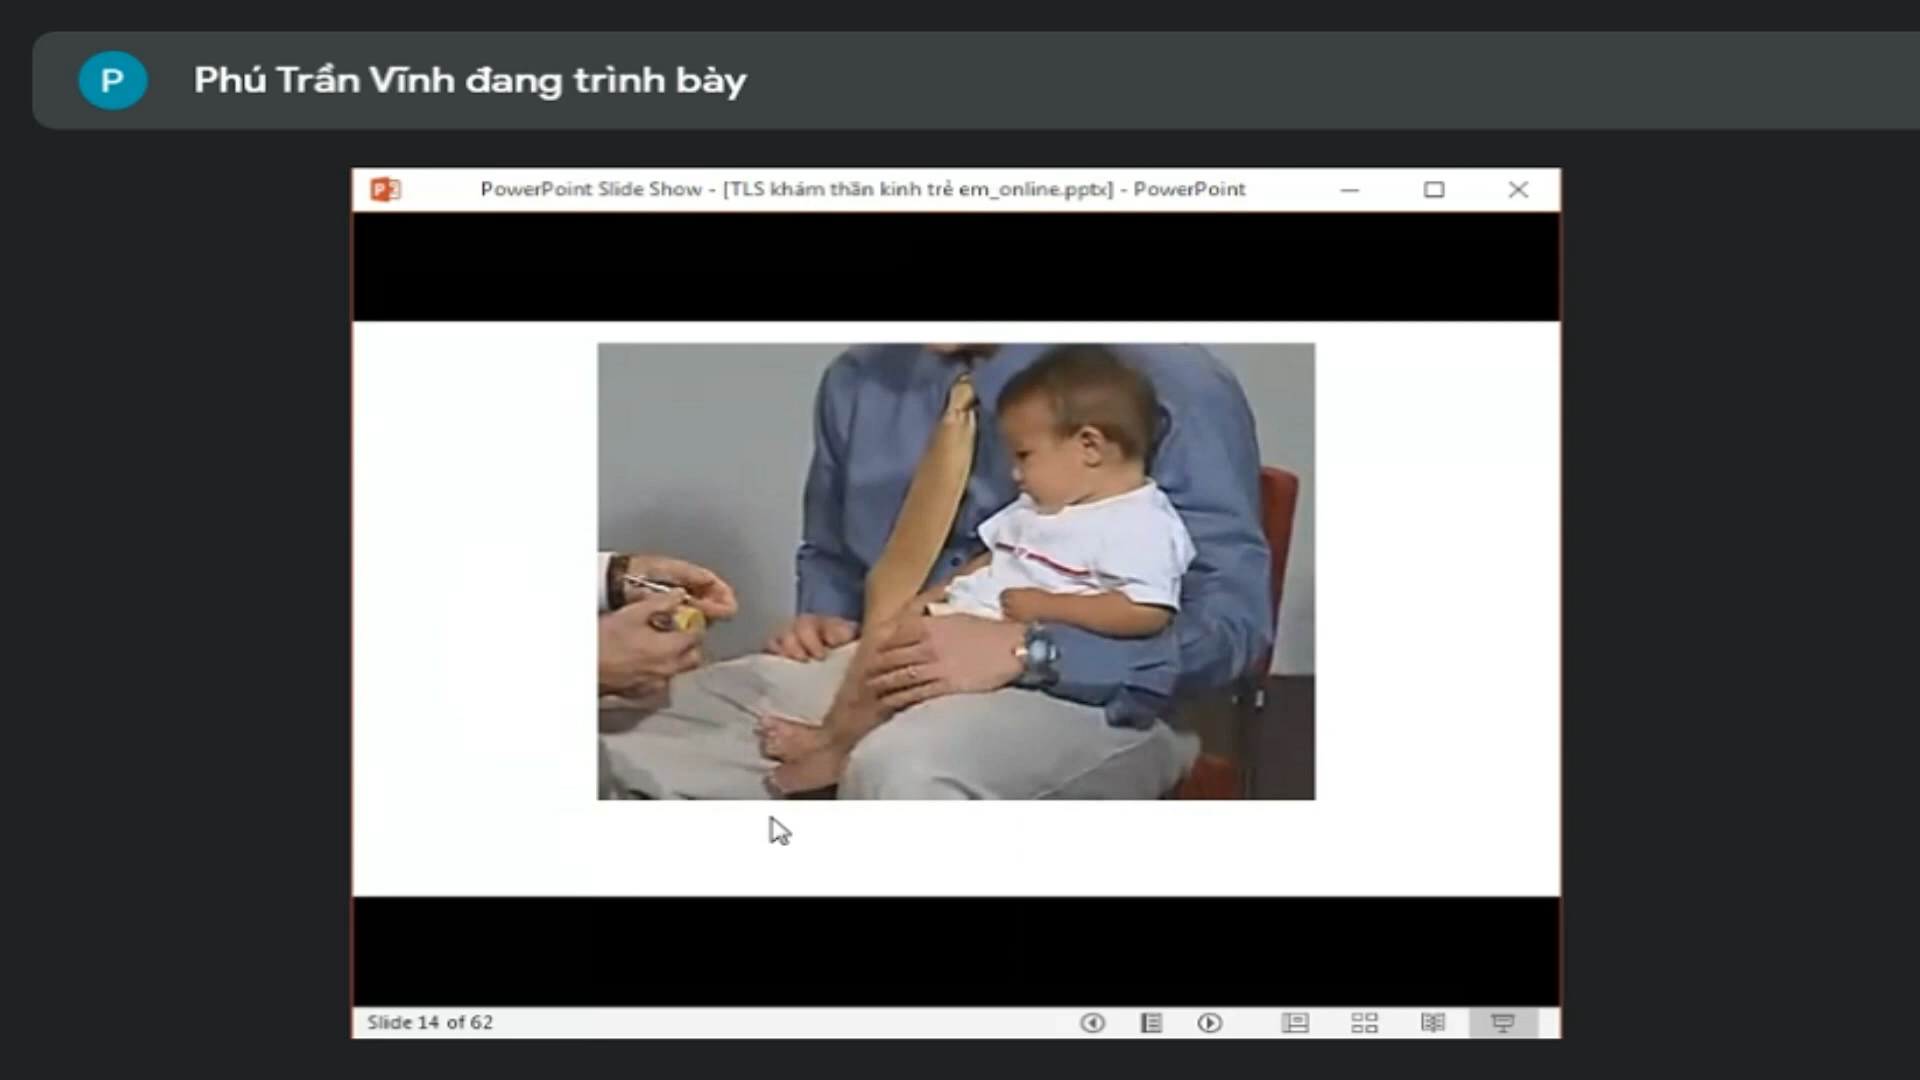 P Phú Trần Vĩnh đang trình bày
PowerPoint Slide Show - [TLS khám thần kinh trẻ em_online.pptx] - PowerPoint
Slide 14 of 62